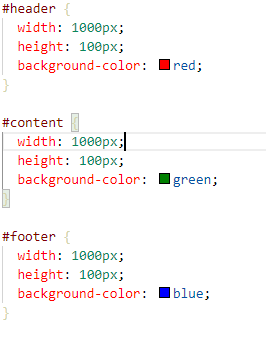 #header {
width: 1000px;
height: 100px;
background-color: red;
}
#content {
width: 1000px;
height: 100px;
background-color: green;
}
#footer {
width: 1000px;
height: 100px;
background-color: blue;
}